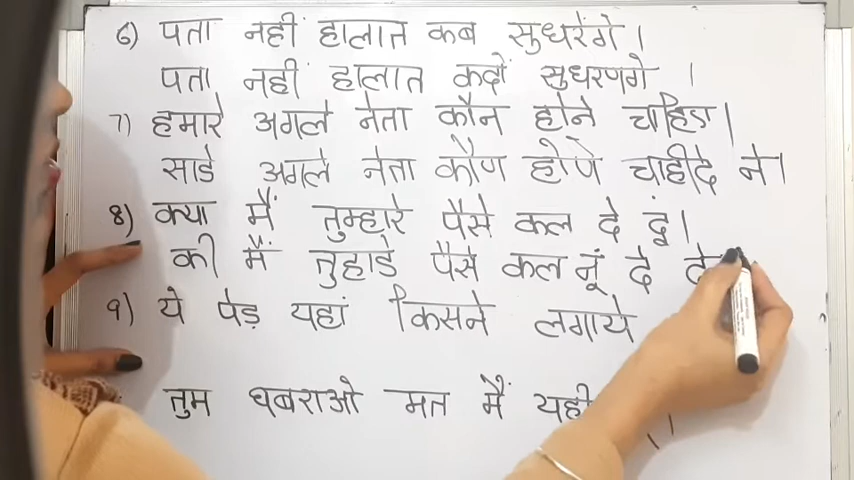 6) पता नहीं हालात कब सुधरेंगे।
पता नहीं हालात कदों सुधरणगे ।
7) हमारे अगले नेता कौन होने चाहिए।
साडे अगले नेता कौण होणे चाहीदे ने।
8) क्या मैं तुम्हारे पैसे कल दे दूं।
की मैं तुहाडे पैसे कल नूं दे
9) ये पेड़ यहां किसने लगाये
तुम घबराओ मत मैं यही